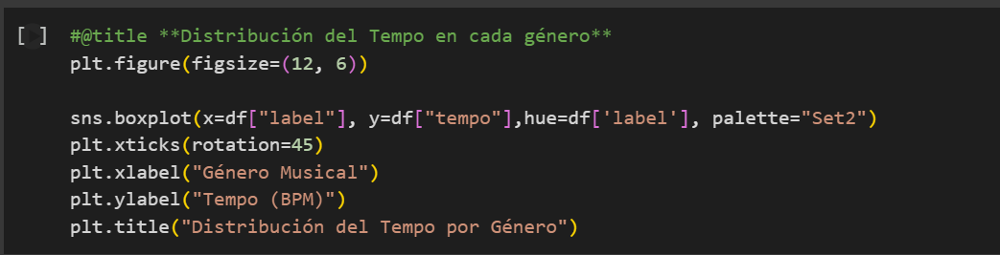 [ ] #@title **Distribución del Tempo en cada género**
plt.figure(figsize=(12, 6))
sns.boxplot(x=df["label"], y=df["tempo"],hue=df['label'], palette="Set2")
plt.xticks(rotation=45)
plt.xlabel("Género Musical")
plt.ylabel("Tempo (BPM)")
plt.title("Distribución del Tempo por Género")